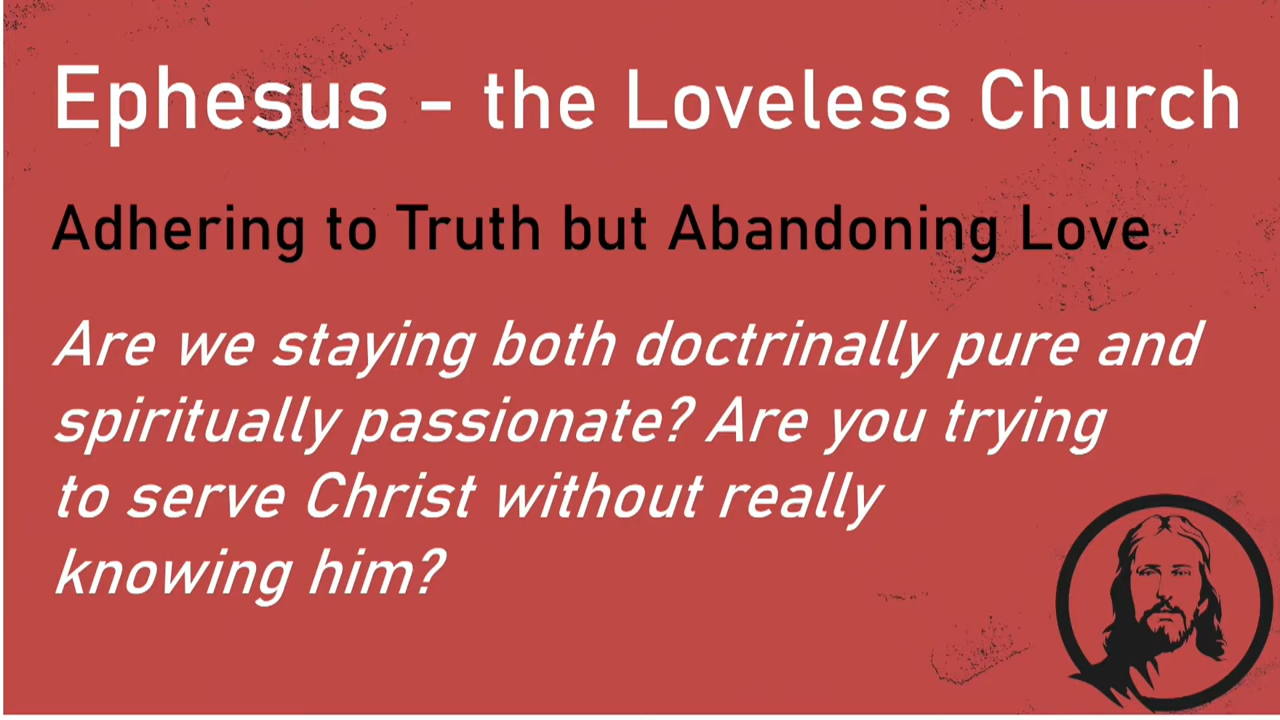 Ephesus – the Loveless Church
Adhering to Truth but Abandoning Love
Are we staying both doctrinally pure and
spiritually passionate? Are you trying
to serve Christ without really
knowing him?